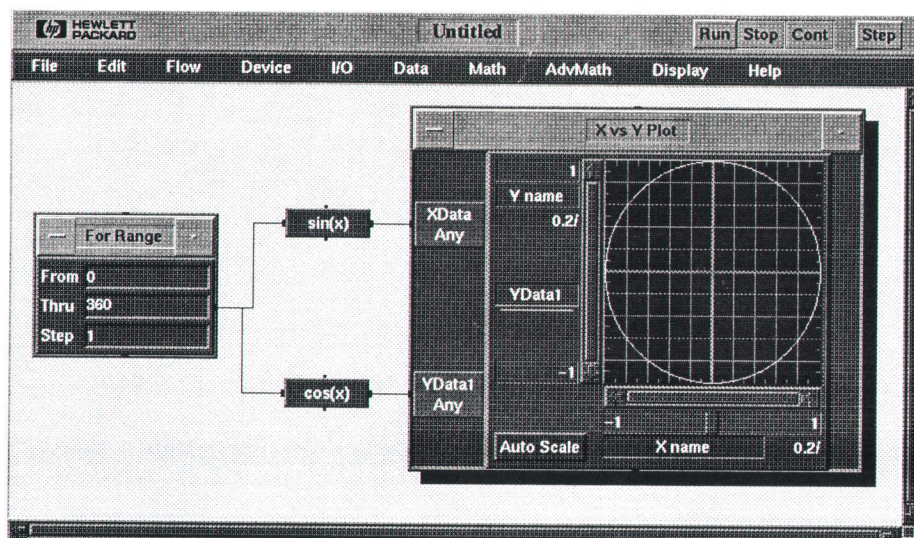 hp HEWLETT
PACKARD
Untitled
Run Stop Cont Step
File Edit Flow Device I/O Data Math AdvMath Display Help
X vs Y Plot
For Range
From 0
Thru 360
Step 1
sin(x)
cos(x)
XData
Any
YData1
Any
1
Y name
0.2/
YData1
-1
-1 1
Auto Scale X name 0.2/